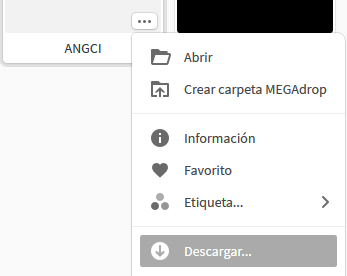 ANGCI
Abrir
Crear carpeta MEGAdrop
Información
Favorito
Etiqueta...
Descargar...